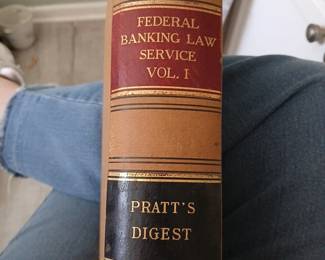 FEDERAL
BANKING LAW
SERVICE
VOL. I
PRATT'S
DIGEST